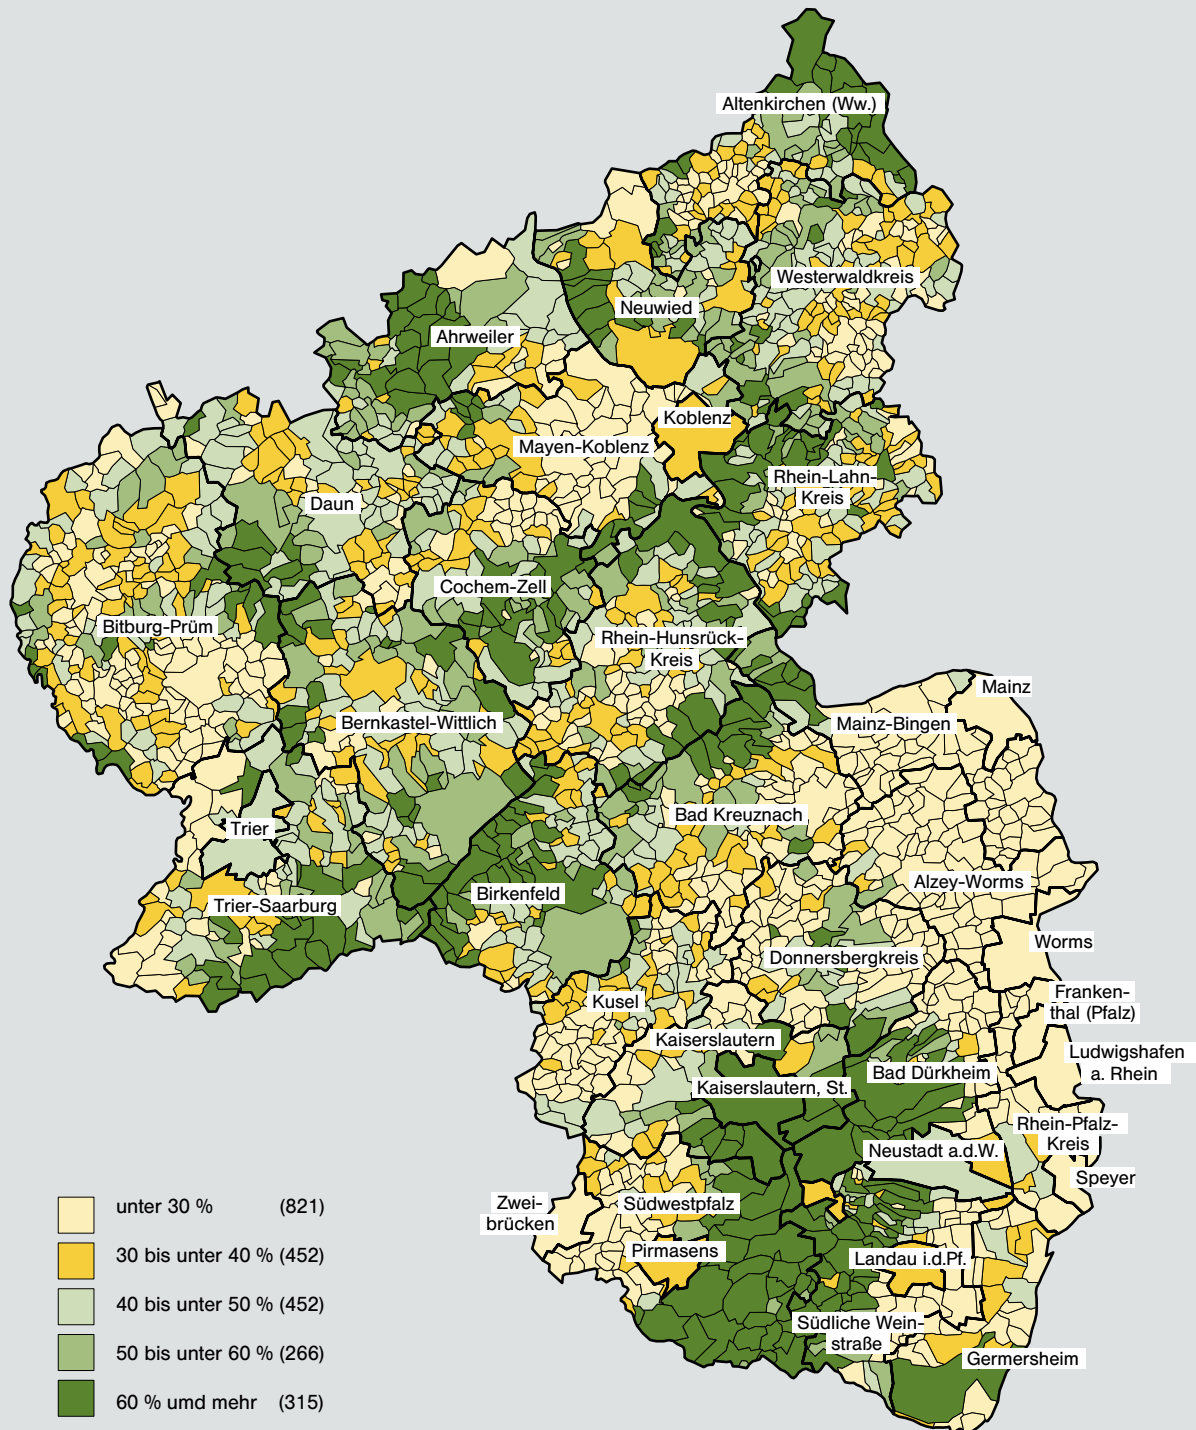 Altenkirchen (Ww.)
Westerwaldkreis
Neuwied
Ahrweiler
Koblenz
Mayen-Koblenz
Rhein-Lahn-
Kreis
Daun
Cochem-Zell
Bitburg-Prüm
Rhein-Hunsrück-
Kreis
Mainz
Mainz-Bingen
Bernkastel-Wittlich
Bad Kreuznach
Trier
Alzey-Worms
Birkenfeld
Trier-Saarburg
Worms
Donnersbergkreis
Franken-
thal (Pfalz)
Kusel
Kaiserslautern
Ludwigshafen
a. Rhein
Bad Dürkheim
Kaiserslautern, St.
Rhein-Pfalz-
Kreis
Neustadt a.d.W.
Speyer
Zwei-
brücken
Südwestpfalz
Pirmasens
Landau i.d.Pf.
Südliche Wein-
straße
Germersheim
unter 30 % (821)
30 bis unter 40 % (452)
40 bis unter 50 % (452)
50 bis unter 60 % (266)
60 % umd mehr (315)